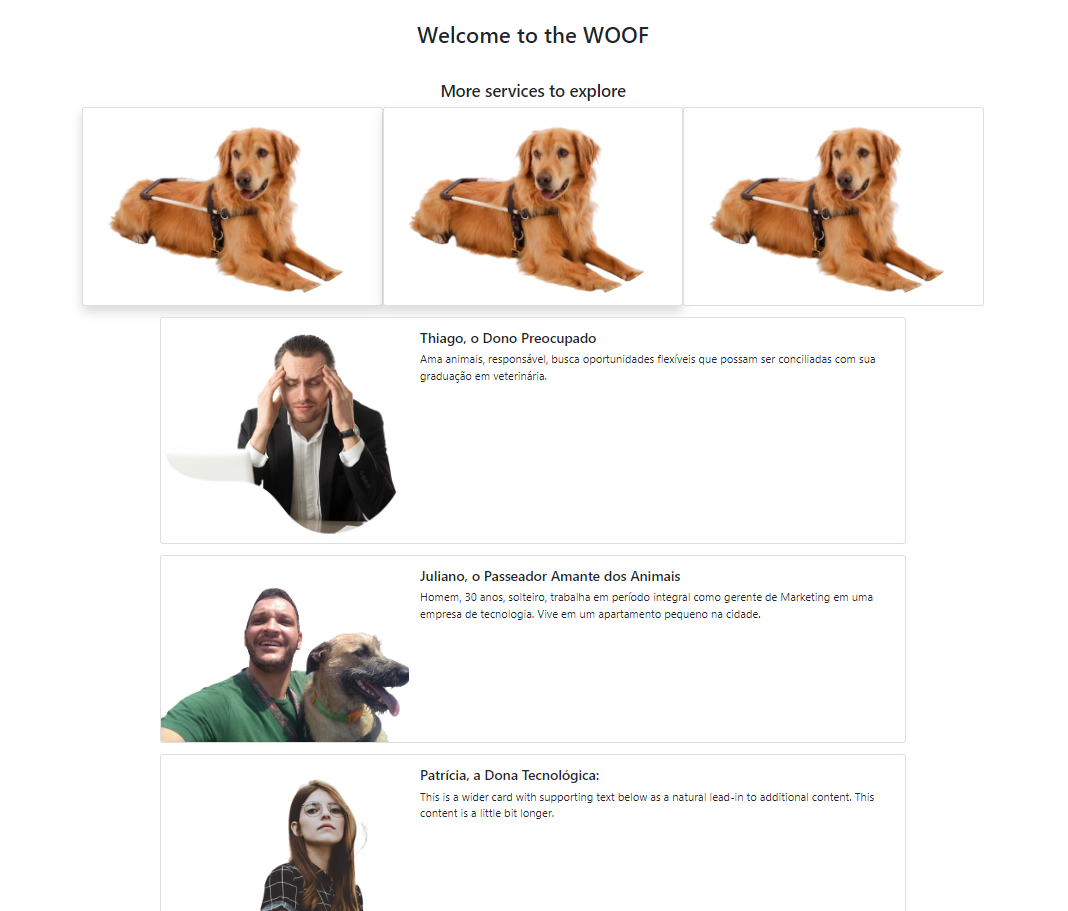 Welcome to the WOOF
More services to explore
Thiago, o Dono Preocupado
Ama animais, responsável, busca oportunidades flexíveis que possam ser conciliadas com sua
graduação em veterinária.
Juliano, o Passeador Amante dos Animais
Homem, 30 anos, solteiro, trabalha em período integral como gerente de Marketing em uma
empresa de tecnologia. Vive em um apartamento pequeno na cidade.
Patrícia, a Dona Tecnológica:
This is a wider card with supporting text below as a natural lead-in to additional content. This
content is a little bit longer.